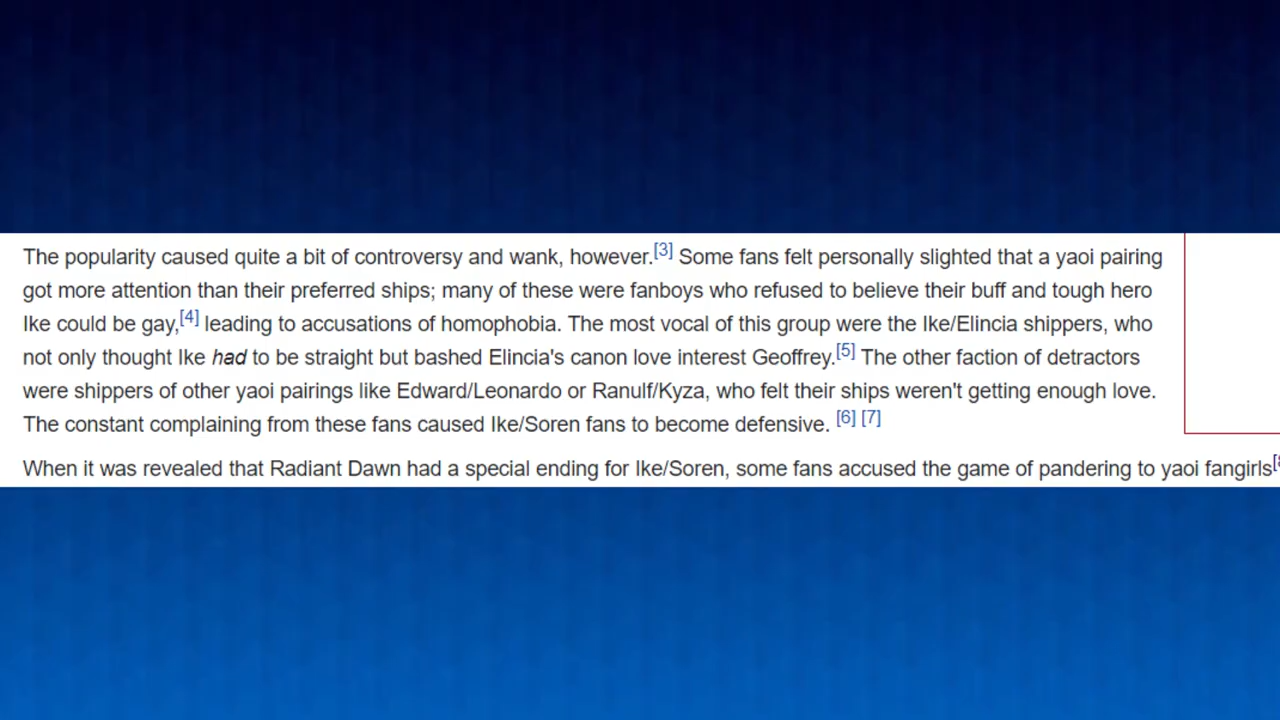 The popularity caused quite a bit of controversy and wank, however.[3] Some fans felt personally slighted that a yaoi pairing
got more attention than their preferred ships; many of these were fanboys who refused to believe their buff and tough hero
Ike could be gay,[4] leading to accusations of homophobia. The most vocal of this group were the Ike/Elincia shippers, who
not only thought Ike had to be straight but bashed Elincia's canon love interest Geoffrey.[5] The other faction of detractors
were shippers of other yaoi pairings like Edward/Leonardo or Ranulf/Kyza, who felt their ships weren't getting enough love.
The constant complaining from these fans caused Ike/Soren fans to become defensive. [6] [7]
When it was revealed that Radiant Dawn had a special ending for Ike/Soren, some fans accused the game of pandering to yaoi fangirls